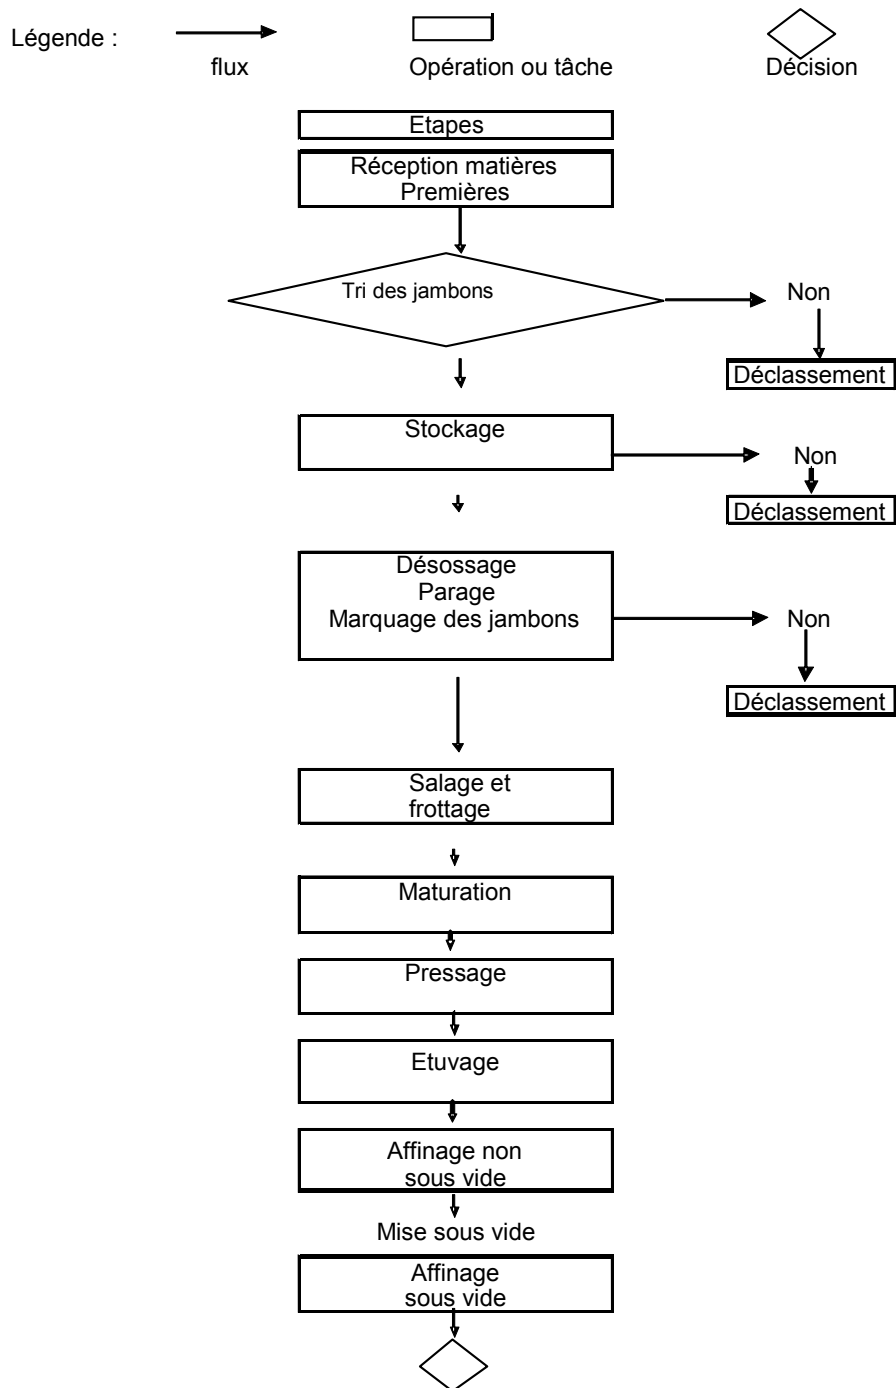 Légende :
flux
Opération ou tâche
Décision
Etapes
Réception matières
Premières
Tri des jambons
Non
Déclassement
Stockage
Non
Déclassement
Désossage
Parage
Marquage des jambons
Non
Déclassement
Salage et
frottage
Maturation
Pressage
Etuvage
Affinage non
sous vide
Mise sous vide
Affinage
sous vide